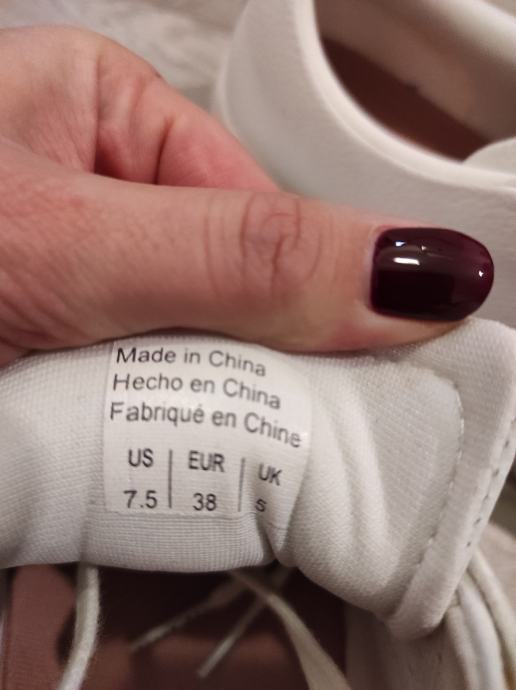 Made in China
Hecho en China
Fabriqué en Chine
US | EUR | UK
7.5 | 38 | 5